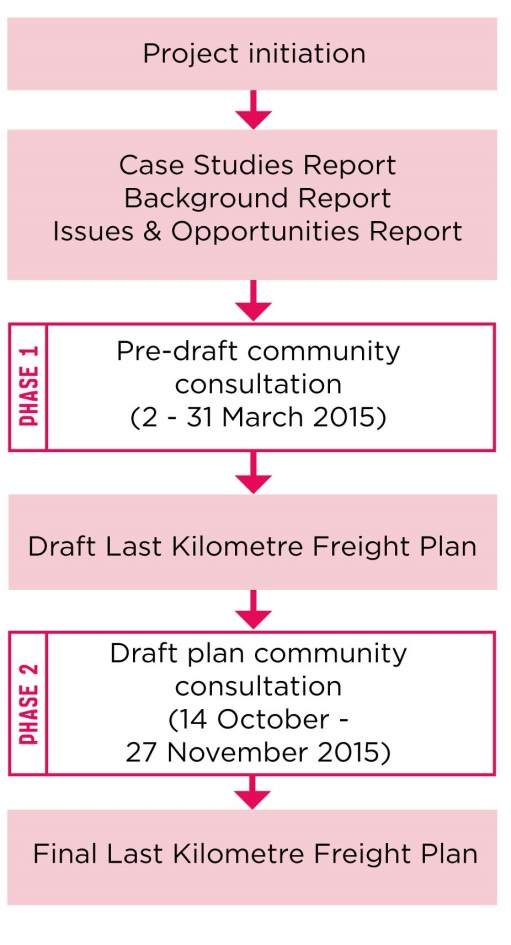 Project initiation
Case Studies Report
Background Report
Issues & Opportunities Report
PHASE 1
Pre-draft community
consultation
(2 - 31 March 2015)
Draft Last Kilometre Freight Plan
PHASE 2
Draft plan community
consultation
(14 October -
27 November 2015)
Final Last Kilometre Freight Plan